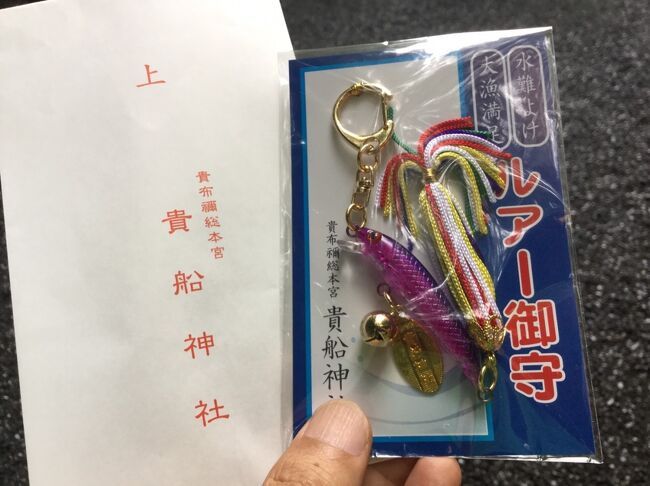 上
貴布禰総本宮
貴船神社
水難よけ
大漁満足
ルアー御守
貴布禰総本宮
貴船神社